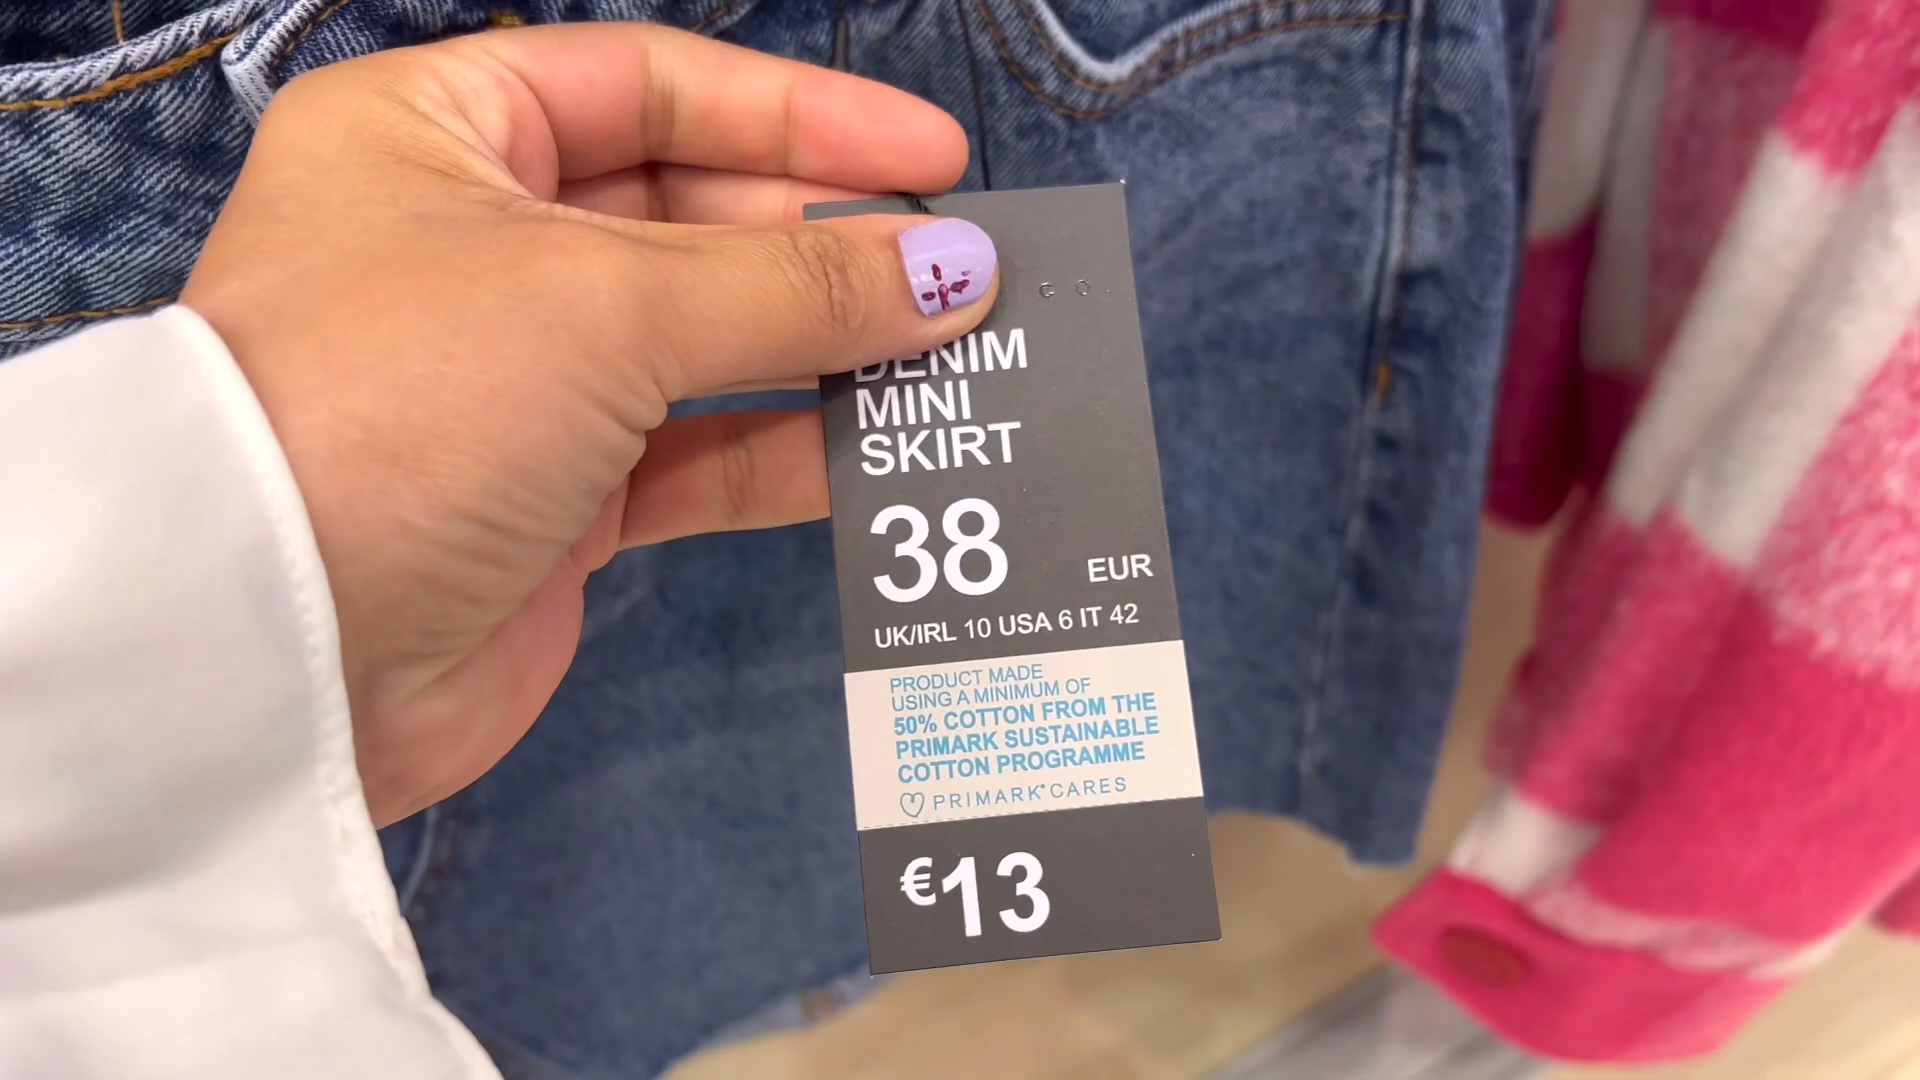 DENIM
MINI
SKIRT
38 EUR
UK/IRL 10 USA 6 IT 42
PRODUCT MADE
USING A MINIMUM OF
50% COTTON FROM THE
PRIMARK SUSTAINABLE
COTTON PROGRAMME
PRIMARK® CARES
€13